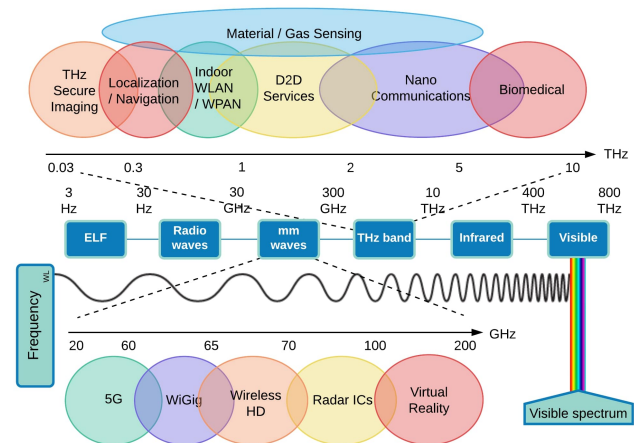 Material / Gas Sensing
THz
Secure
Imaging
Localization
/ Navigation
Indoor
WLAN
/ WPAN
D2D
Services
Nano
Communications
Biomedical
THz
0.03 0.3 1 2 5 10
3
Hz
30
Hz
30
GHz
300
GHz
10
THz
400
THz
800
THz
ELF
Radio
waves
mm
waves
THz band
Infrared
Visible
Frequency
WL
GHz
20 60 65 70 100 200
5G
WiGig
Wireless
HD
Radar ICs
Virtual
Reality
Visible spectrum